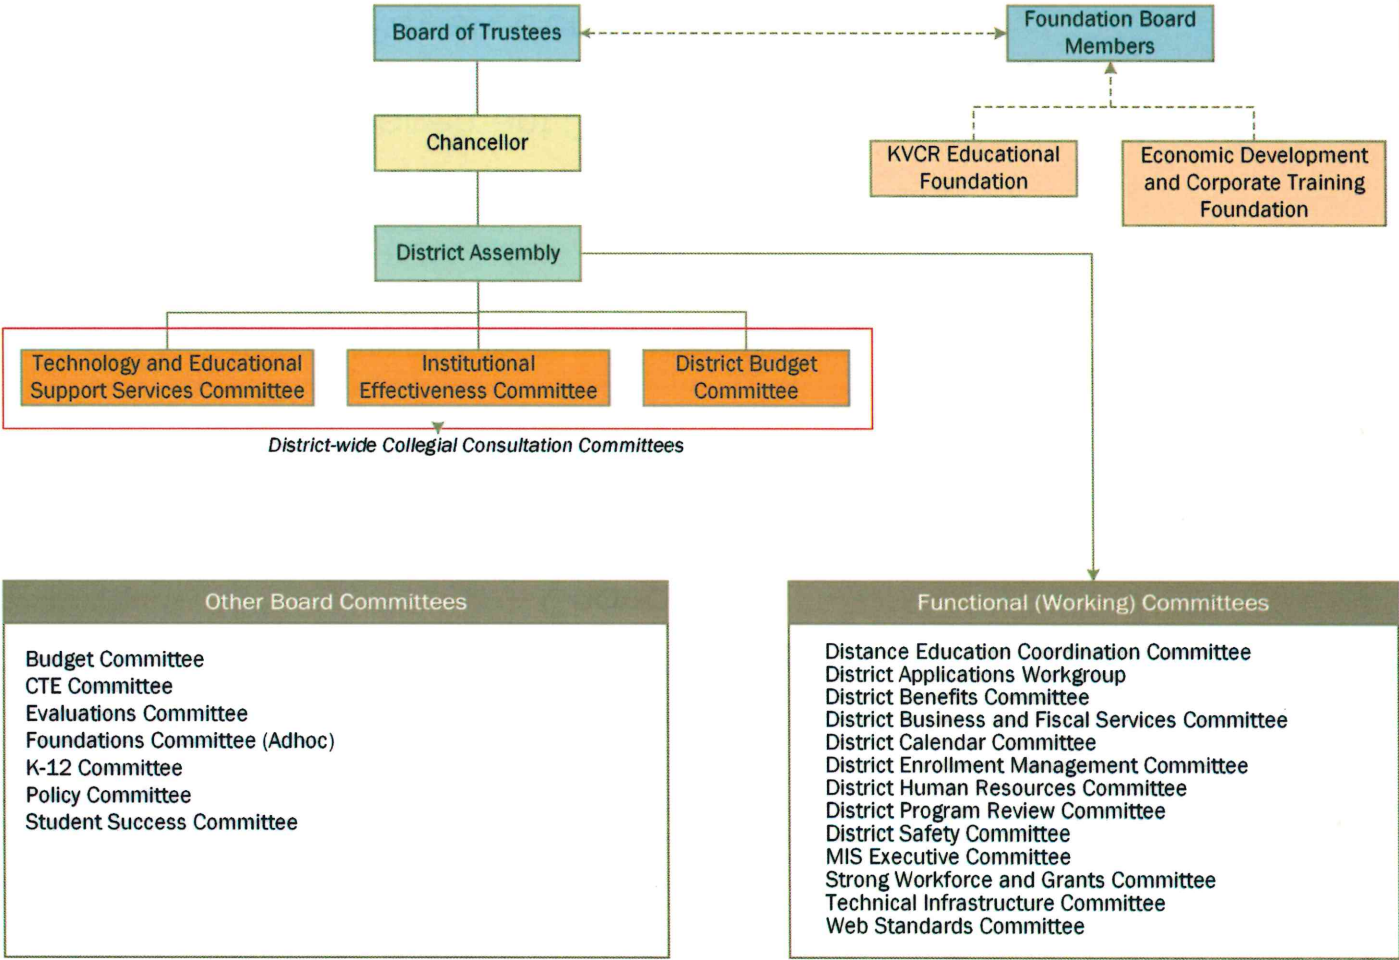 Board of Trustees
Foundation Board
Members
Chancellor
KVCR Educational
Foundation
Economic Development
and Corporate Training
Foundation
District Assembly
Technology and Educational
Support Services Committee
Institutional
Effectiveness Committee
District Budget
Committee
District-wide Collegial Consultation Committees
Other Board Committees
Budget Committee
CTE Committee
Evaluations Committee
Foundations Committee (Adhoc)
K-12 Committee
Policy Committee
Student Success Committee
Functional (Working) Committees
Distance Education Coordination Committee
District Applications Workgroup
District Benefits Committee
District Business and Fiscal Services Committee
District Calendar Committee
District Enrollment Management Committee
District Human Resources Committee
District Program Review Committee
District Safety Committee
MIS Executive Committee
Strong Workforce and Grants Committee
Technical Infrastructure Committee
Web Standards Committee